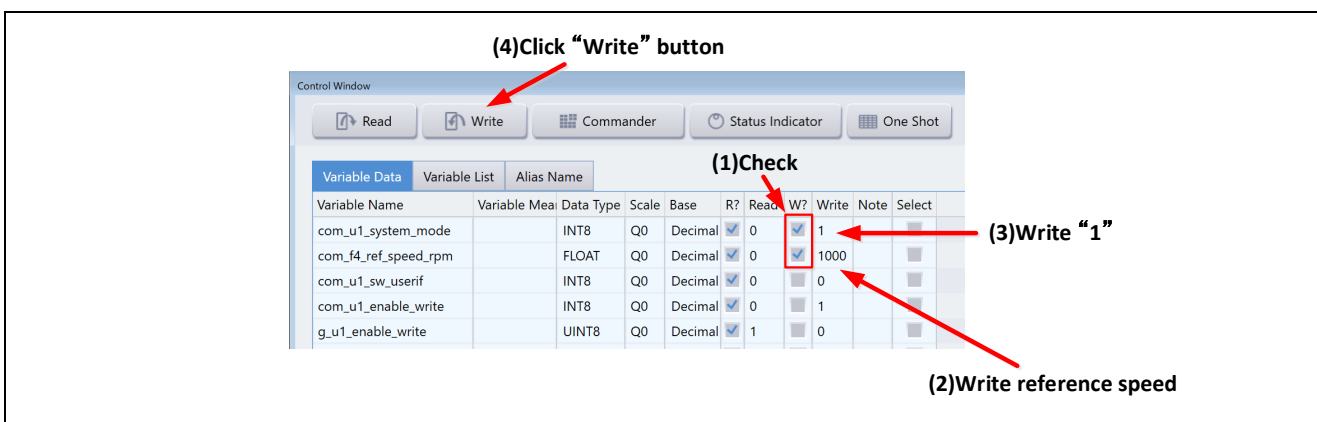 (4)Click “Write” button
Control Window
Read Write Commander Status Indicator One Shot
(1)Check
Variable Data Variable List Alias Name
Variable Name Variable Mea Data Type Scale Base R? Read W? Write Note Select
com_u1_system_mode INT8 Q0 Decimal 0 1
(3)Write “1”
com_f4_ref_speed_rpm FLOAT Q0 Decimal 0 1000
com_u1_sw_userif INT8 Q0 Decimal 0 0
com_u1_enable_write INT8 Q0 Decimal 0 1
g_u1_enable_write UINT8 Q0 Decimal 1 0
(2)Write reference speed